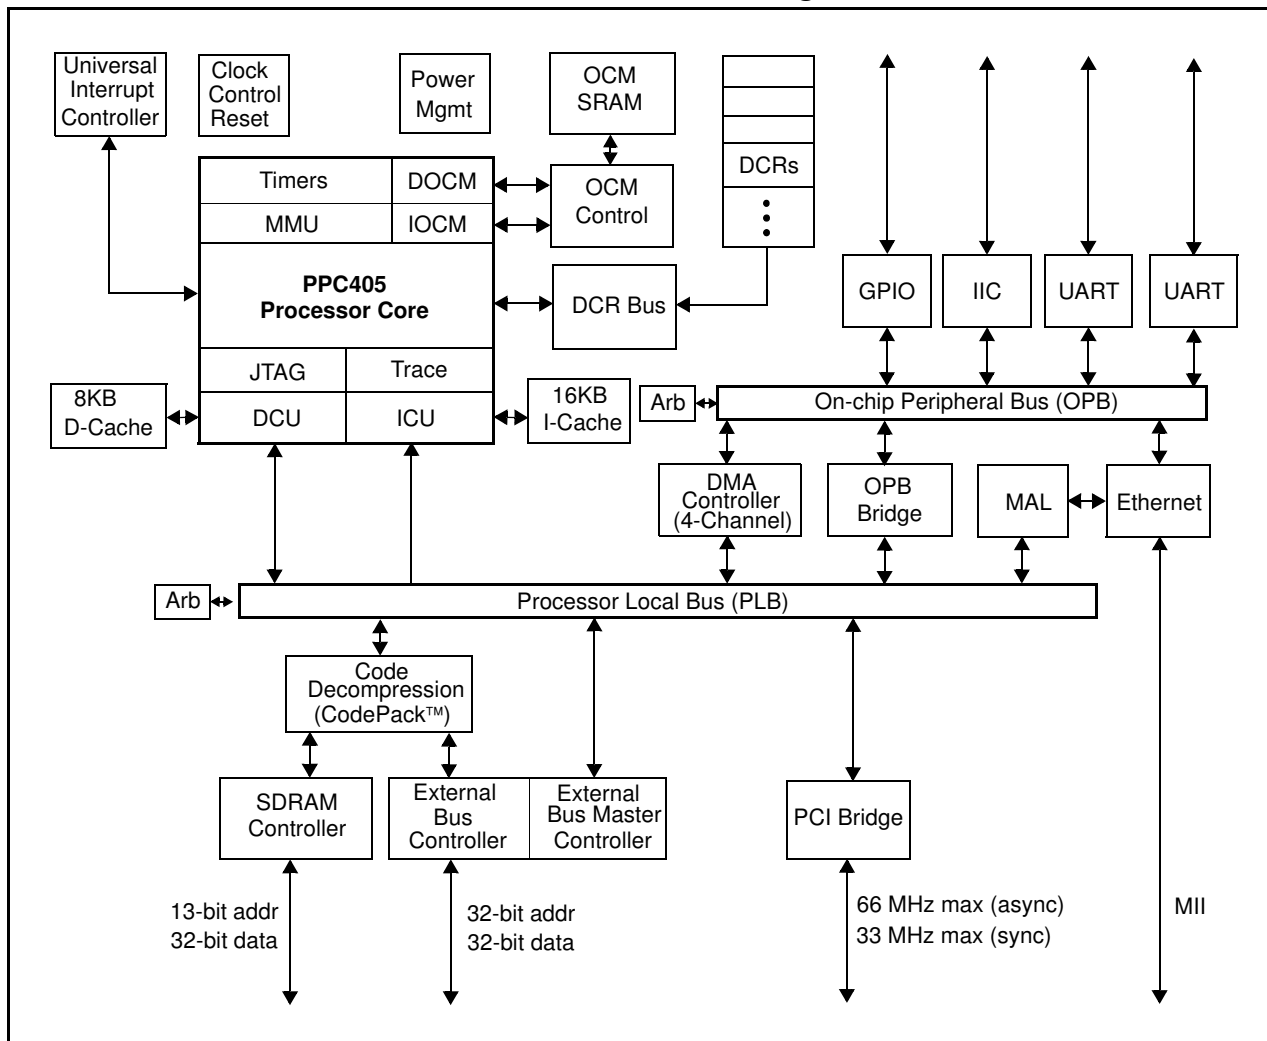 Universal
Interrupt
Controller
Clock
Control
Reset
Power
Mgmt
OCM
SRAM
DCRs
Timers
DOCM
MMU
IOCM
OCM
Control
PPC405
Processor Core
DCR Bus
GPIO
IIC
UART
UART
JTAG
Trace
DCU
ICU
8KB
D-Cache
16KB
I-Cache
Arb
On-chip Peripheral Bus (OPB)
DMA
Controller
(4-Channel)
OPB
Bridge
MAL
Ethernet
Arb
Processor Local Bus (PLB)
Code
Decompression
(CodePack™)
SDRAM
Controller
External
Bus
Controller
External
Bus Master
Controller
PCI Bridge
13-bit addr
32-bit data
32-bit addr
32-bit data
66 MHz max (async)
33 MHz max (sync)
MII